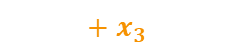 + x₃